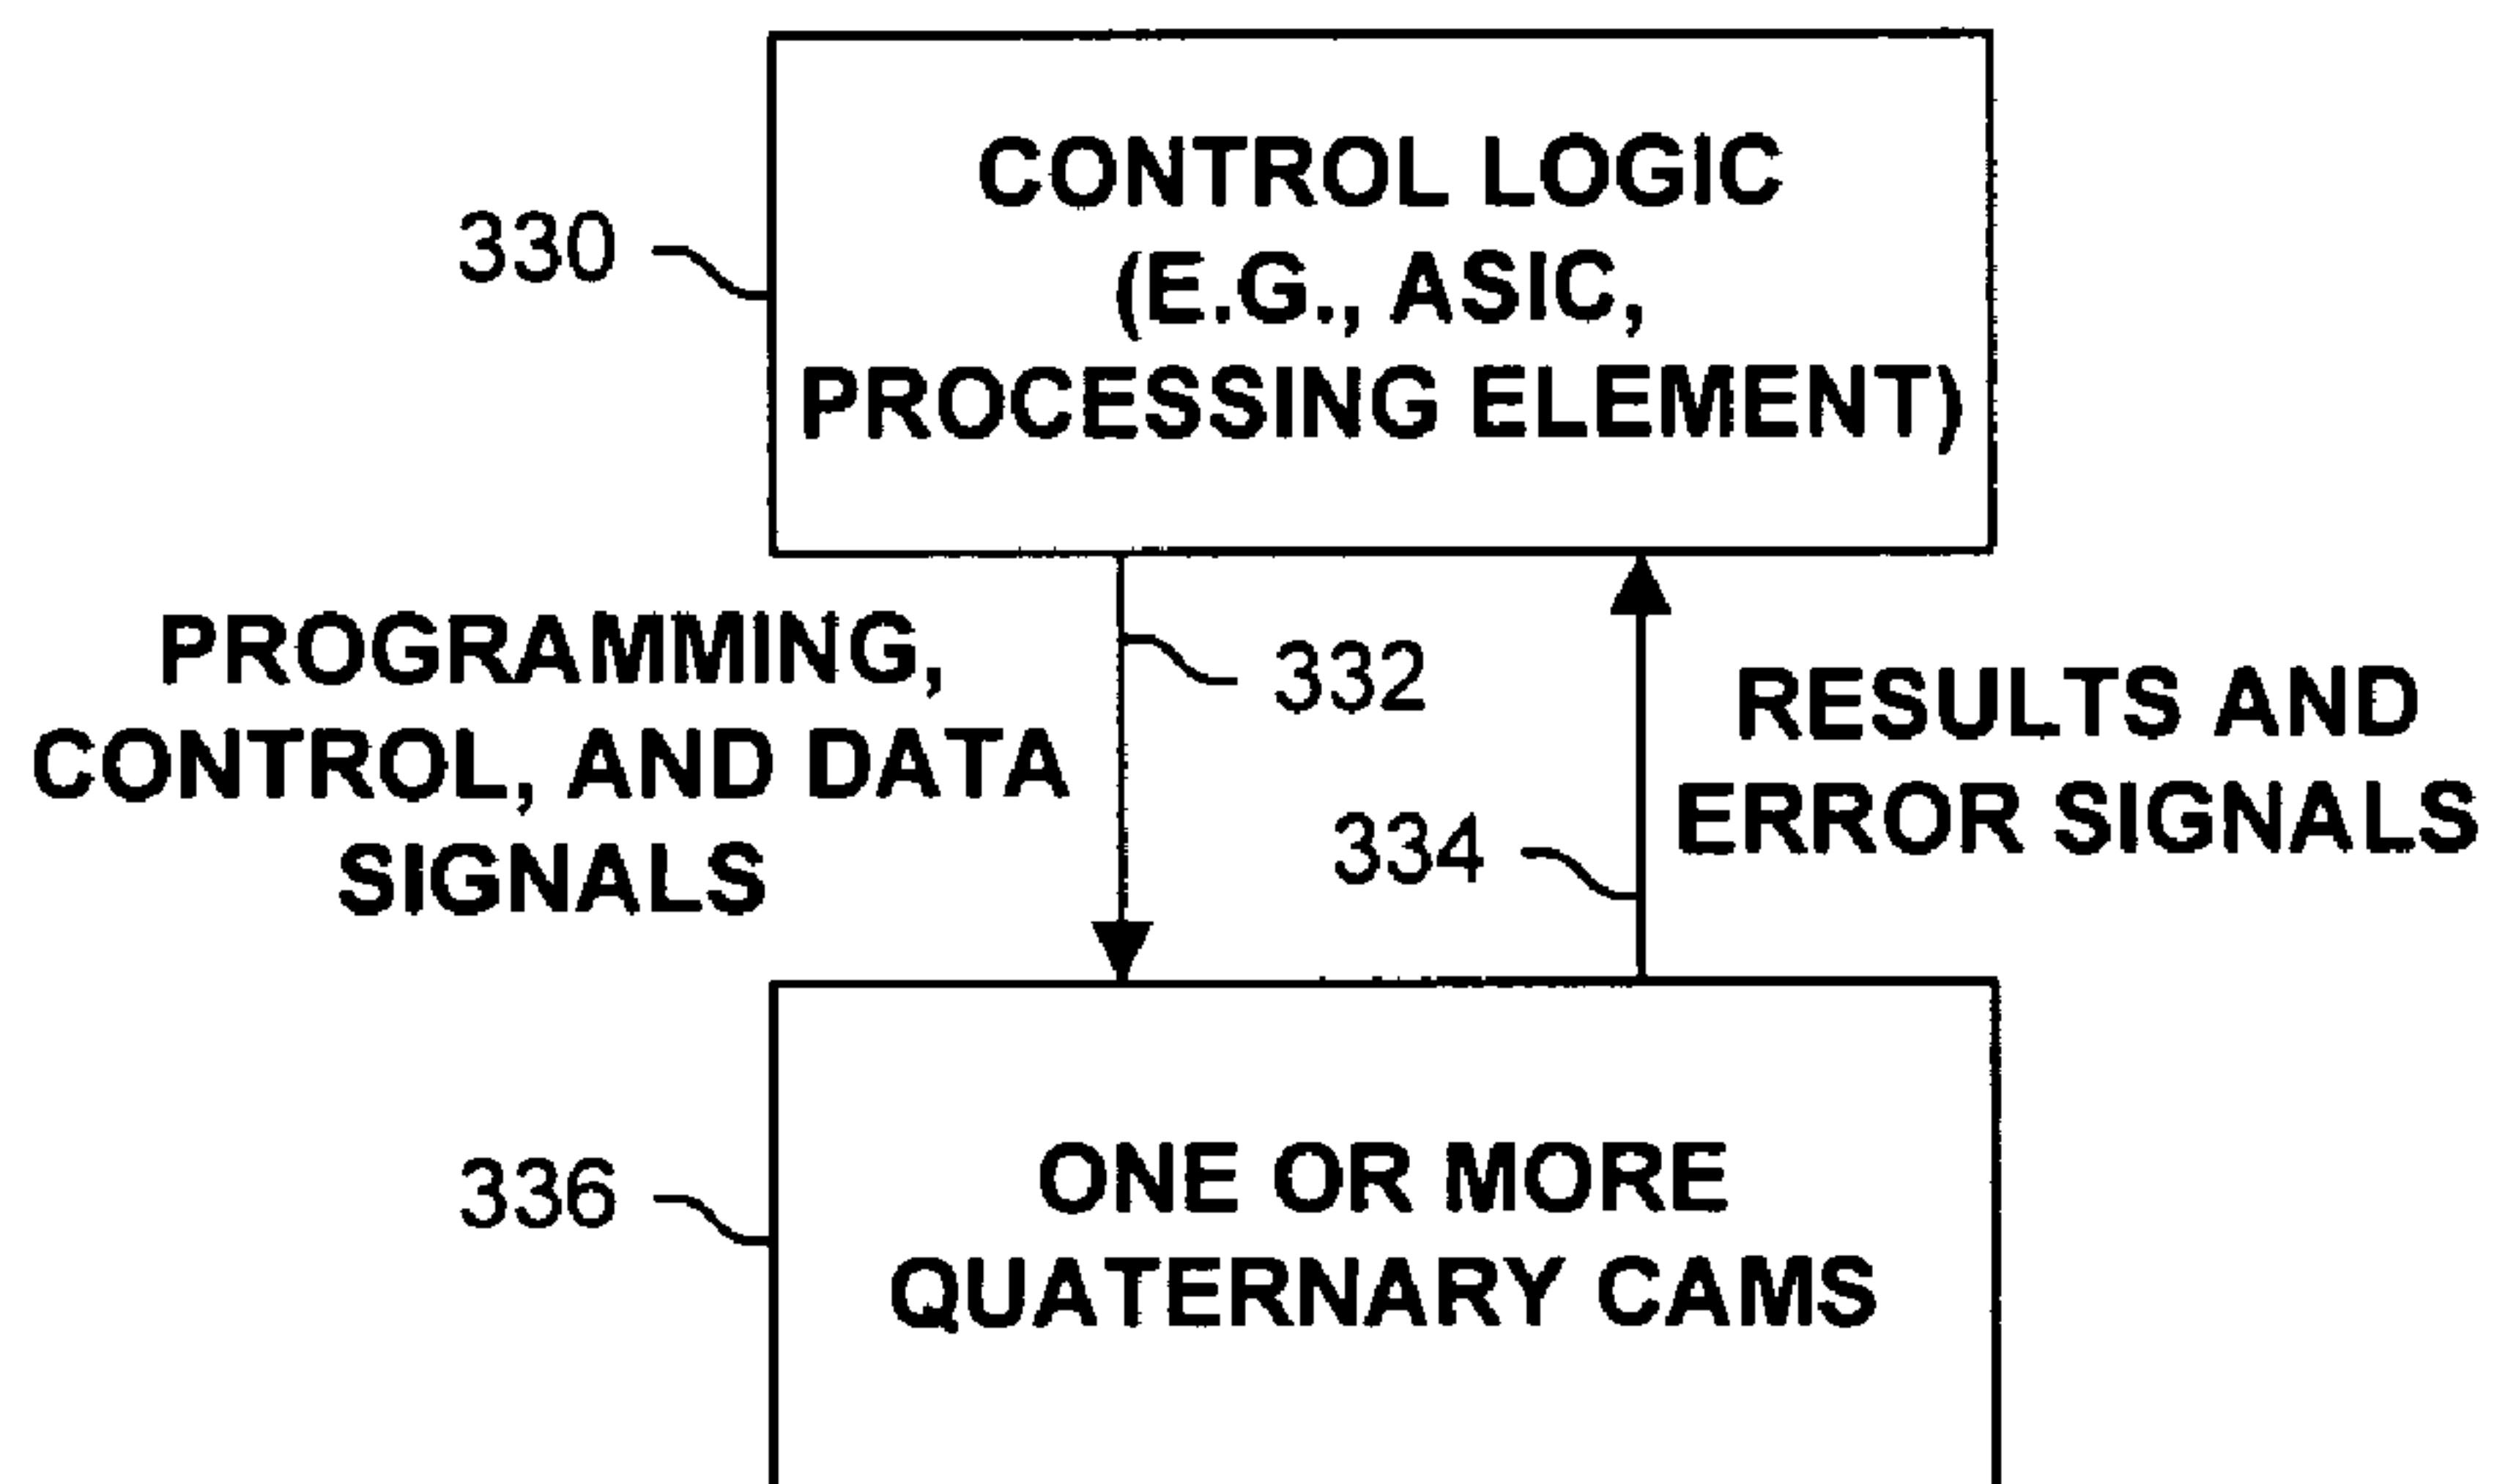 CONTROL LOGIC
(E.G., ASIC,
PROCESSING ELEMENT)
330
PROGRAMMING,
CONTROL, AND DATA
SIGNALS
332
334
RESULTS AND
ERROR SIGNALS
336
ONE OR MORE
QUATERNARY CAMS